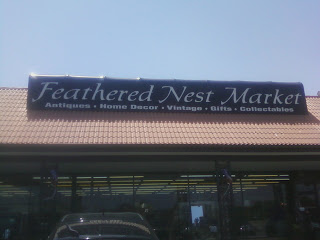 Feathered Nest Market
Antiques • Home Decor • Vintage • Gifts • Collectables